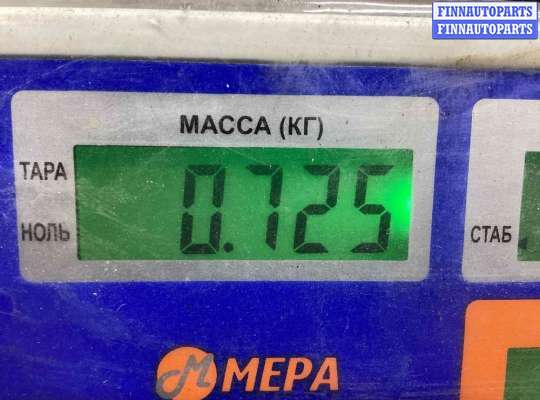 FINNAUTOPARTS
FINNAUTOPARTS
МАССА (КГ)
ТАРА
0.725
НОЛЬ
СТАБ
МЕРА